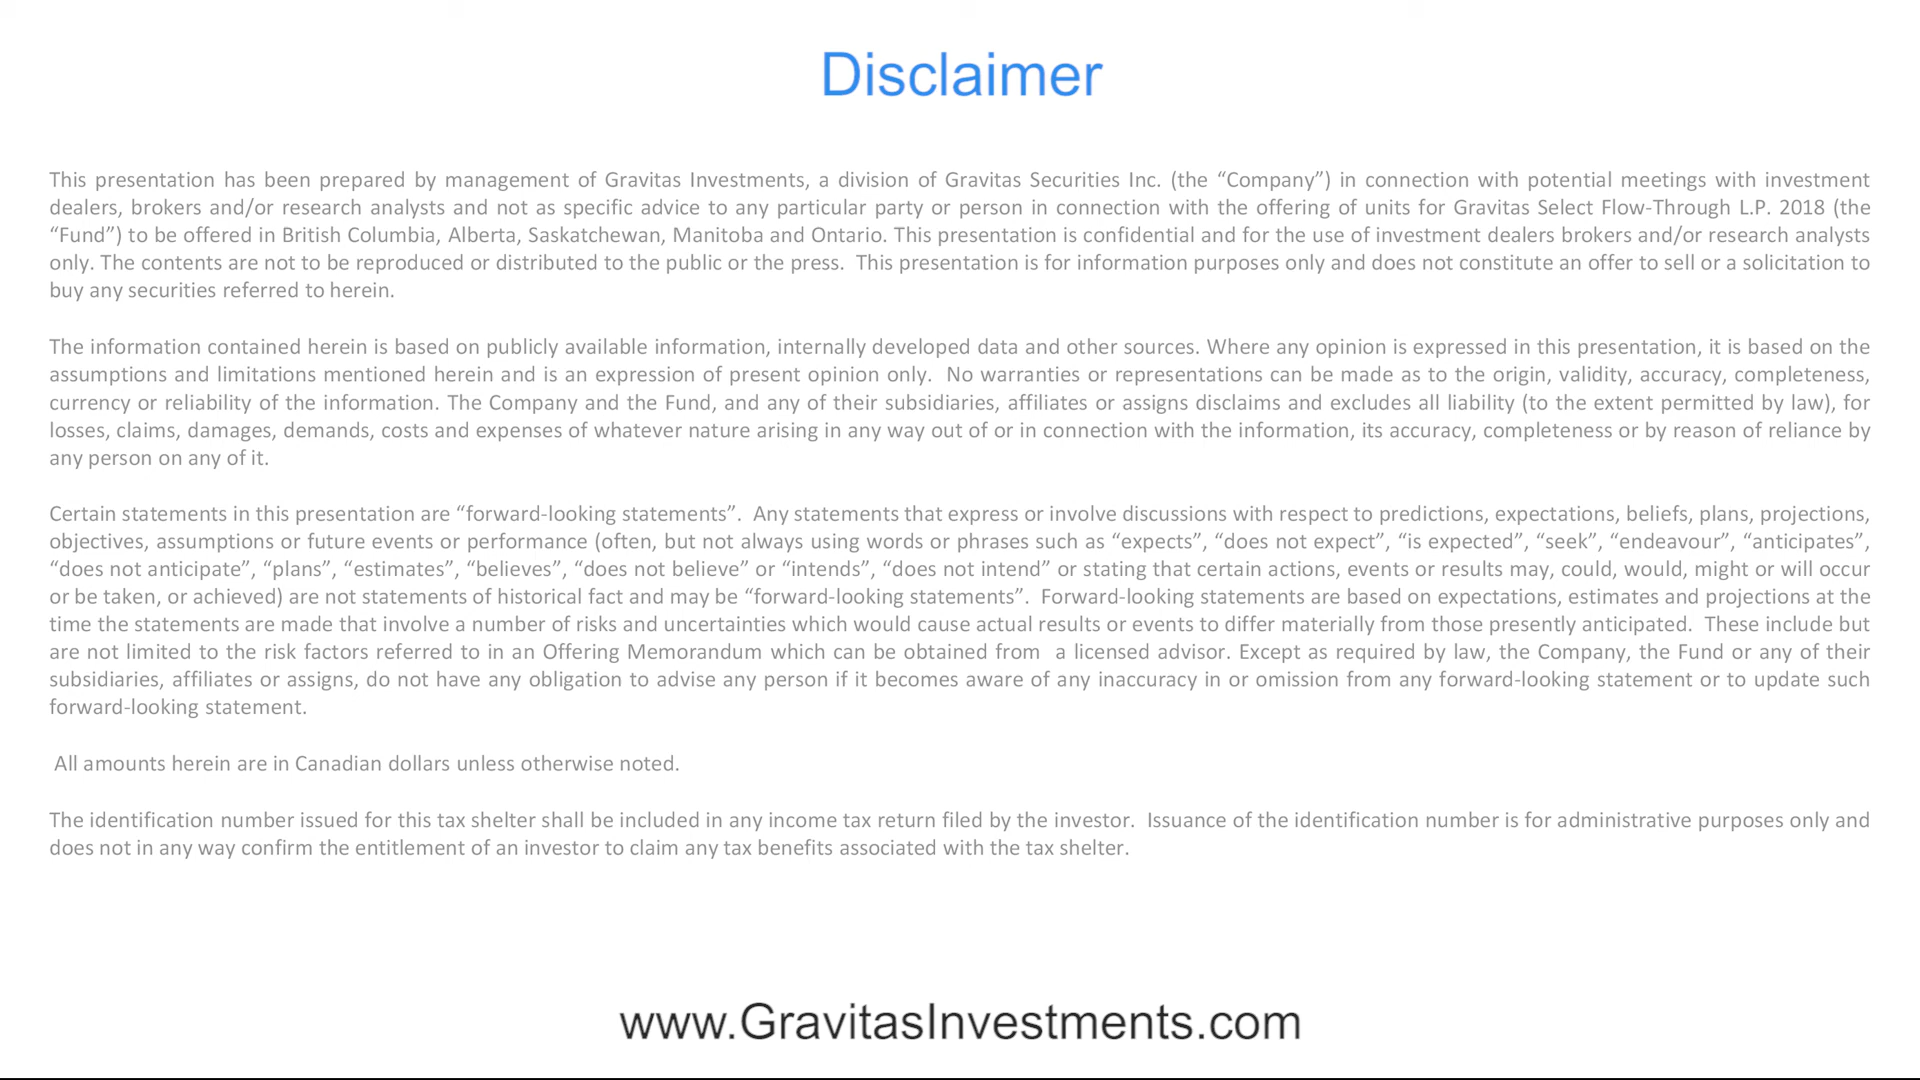 Disclaimer
This presentation has been prepared by management of Gravitas Investments, a division of Gravitas Securities Inc. (the “Company”) in connection with potential meetings with investment
dealers, brokers and/or research analysts and not as specific advice to any particular party or person in connection with the offering of units for Gravitas Select Flow-Through L.P. 2018 (the
“Fund”) to be offered in British Columbia, Alberta, Saskatchewan, Manitoba and Ontario. This presentation is confidential and for the use of investment dealers brokers and/or research analysts
only. The contents are not to be reproduced or distributed to the public or the press.  This presentation is for information purposes only and does not constitute an offer to sell or a solicitation to
buy any securities referred to herein.
The information contained herein is based on publicly available information, internally developed data and other sources. Where any opinion is expressed in this presentation, it is based on the
assumptions and limitations mentioned herein and is an expression of present opinion only.  No warranties or representations can be made as to the origin, validity, accuracy, completeness,
currency or reliability of the information. The Company and the Fund, and any of their subsidiaries, affiliates or assigns disclaims and excludes all liability (to the extent permitted by law), for
losses, claims, damages, demands, costs and expenses of whatever nature arising in any way out of or in connection with the information, its accuracy, completeness or by reason of reliance by
any person on any of it.
Certain statements in this presentation are “forward-looking statements”.  Any statements that express or involve discussions with respect to predictions, expectations, beliefs, plans, projections,
objectives, assumptions or future events or performance (often, but not always using words or phrases such as “expects”, “does not expect”, “is expected”, “seek”, “endeavour”, “anticipates”,
“does not anticipate”, “plans”, “estimates”, “believes”, “does not believe” or “intends”, “does not intend” or stating that certain actions, events or results may, could, would, might or will occur
or be taken, or achieved) are not statements of historical fact and may be “forward-looking statements”.  Forward-looking statements are based on expectations, estimates and projections at the
time the statements are made that involve a number of risks and uncertainties which would cause actual results or events to differ materially from those presently anticipated.  These include but
are not limited to the risk factors referred to in an Offering Memorandum which can be obtained from  a licensed advisor. Except as required by law, the Company, the Fund or any of their
subsidiaries, affiliates or assigns, do not have any obligation to advise any person if it becomes aware of any inaccuracy in or omission from any forward-looking statement or to update such
forward-looking statement.
All amounts herein are in Canadian dollars unless otherwise noted.
The identification number issued for this tax shelter shall be included in any income tax return filed by the investor.  Issuance of the identification number is for administrative purposes only and
does not in any way confirm the entitlement of an investor to claim any tax benefits associated with the tax shelter.
www.GravitasInvestments.com